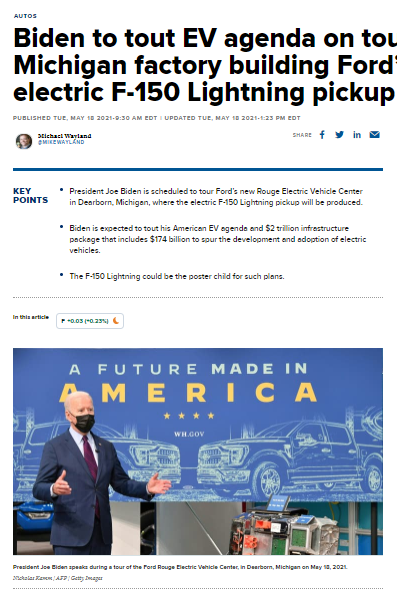 AUTOS
Biden to tout EV agenda on tou
Michigan factory building Ford'
electric F-150 Lightning pickup
PUBLISHED TUE, MAY 18 2021-9:30 AM EDT | UPDATED TUE, MAY 18 2021-1:23 PM EDT
Michael Wayland
@MIKEWAYLAND
SHARE
KEY
POINTS
• President Joe Biden is scheduled to tour Ford's new Rouge Electric Vehicle Center
in Dearborn, Michigan, where the electric F-150 Lightning pickup will be produced.
• Biden is expected to tout his American EV agenda and $2 trillion infrastructure
package that includes $174 billion to spur the development and adoption of electric
vehicles.
• The F-150 Lightning could be the poster child for such plans.
In this article
F +0.03 (+0.23%)
A FUTURE MADE IN
AMERICA
WH.GOV
President Joe Biden speaks during a tour of the Ford Rouge Electric Vehicle Center, in Dearborn, Michigan on May 18, 2021.
Nicholas Kamm | AFP | Getty Images